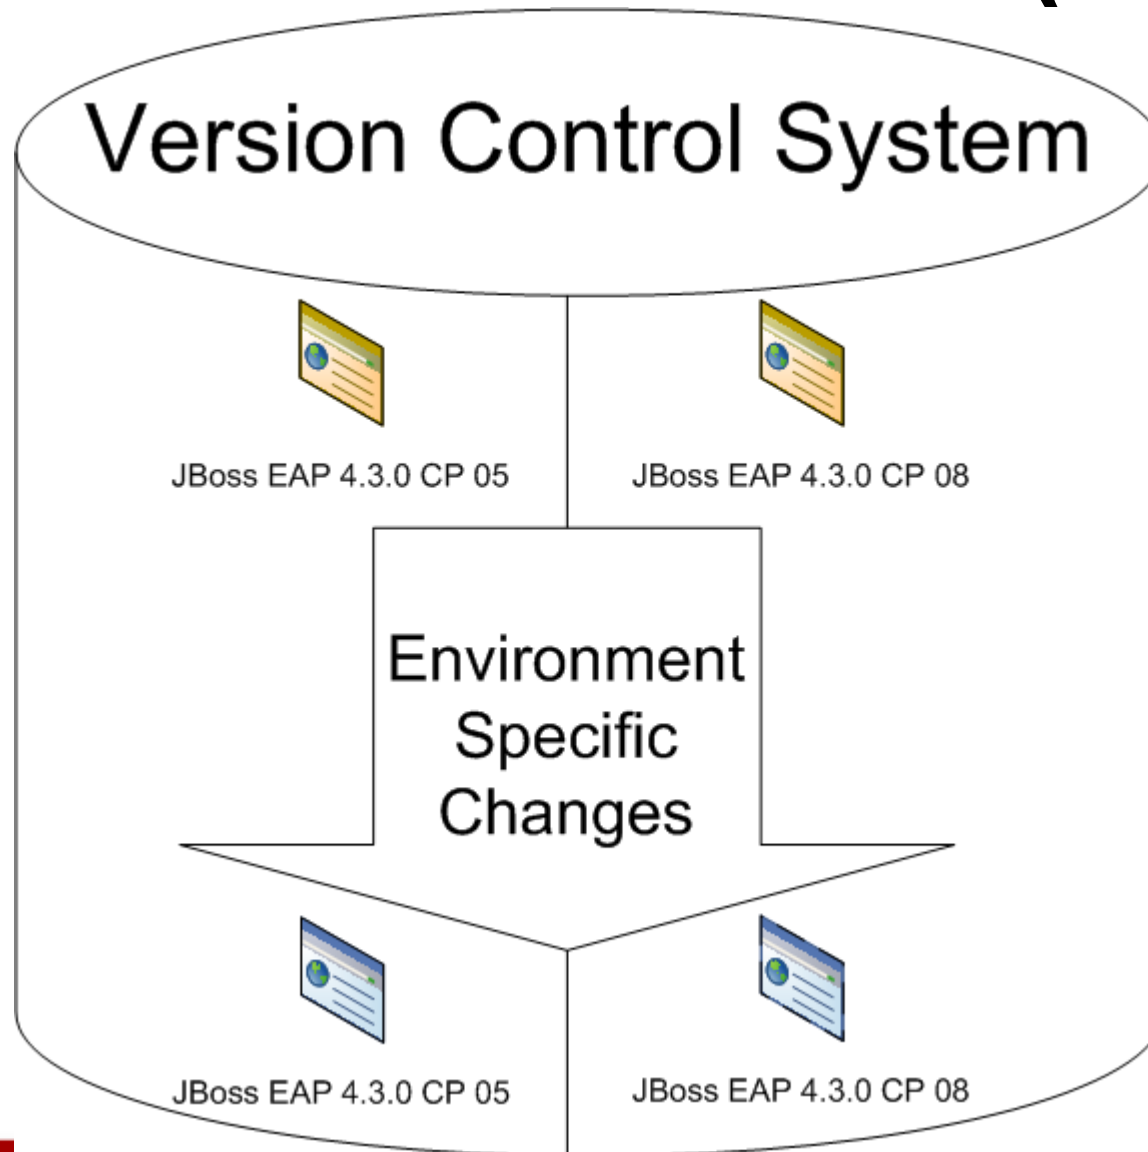 Version Control System
JBoss EAP 4.3.0 CP 05
JBoss EAP 4.3.0 CP 08
Environment
Specific
Changes
JBoss EAP 4.3.0 CP 05
JBoss EAP 4.3.0 CP 08